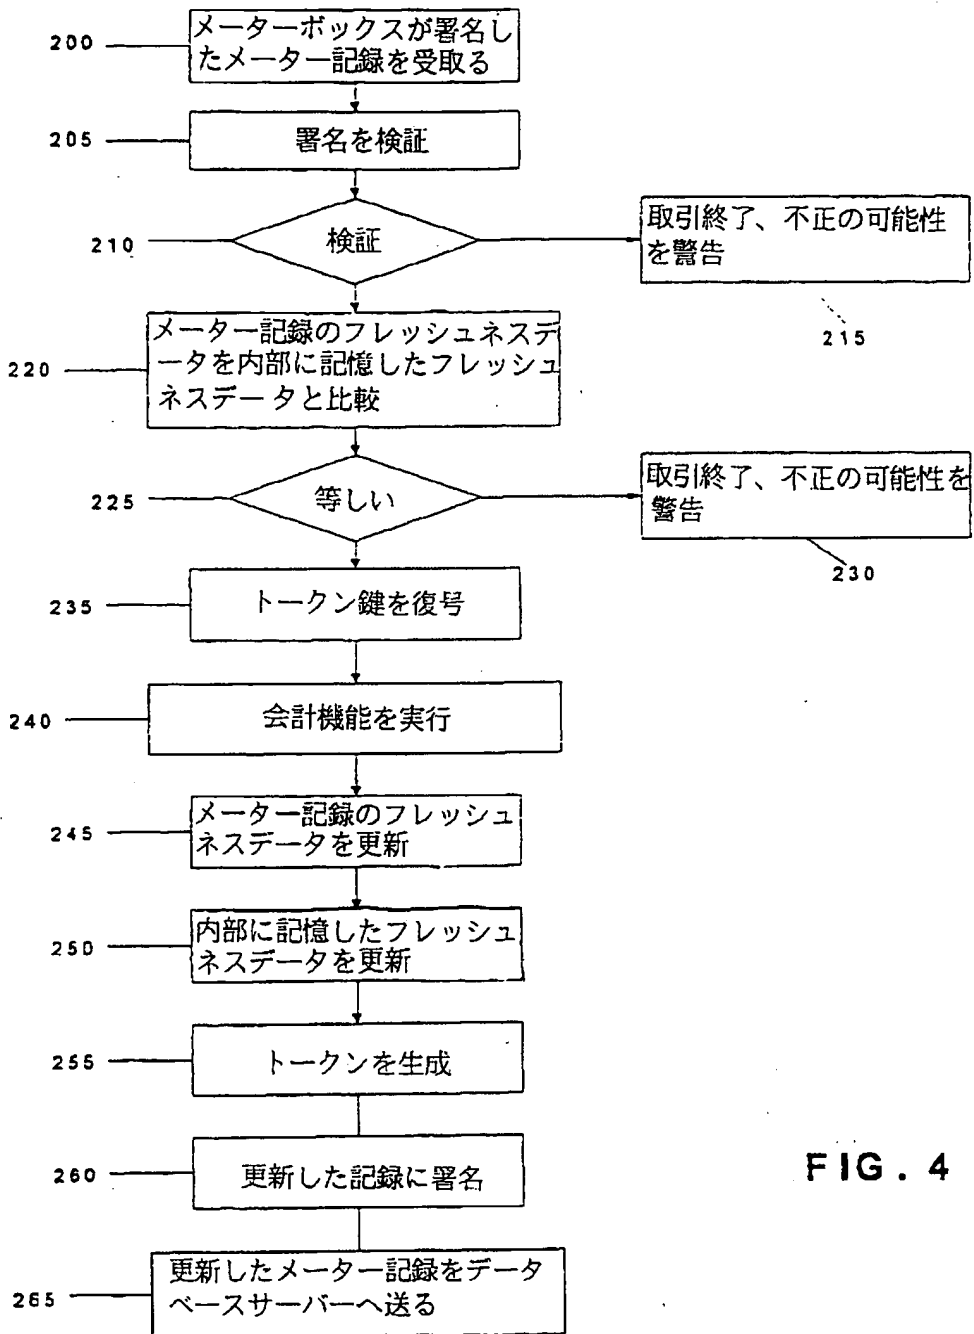 200
メーターボックスが署名し
たメーター記録を受取る
205
署名を検証
210
検証
取引終了、不正の可能性
を警告
215
220
メーター記録のフレッシュネスデ
ータを内部に記憶したフレッシュ
ネスデータと比較
225
等しい
取引終了、不正の可能性を
警告
230
235
トークン鍵を復号
240
会計機能を実行
245
メーター記録のフレッシュ
ネスデータを更新
250
内部に記憶したフレッシュ
ネスデータを更新
255
トークンを生成
260
更新した記録に署名
FIG. 4
265
更新したメーター記録をデータ
ベースサーバーへ送る